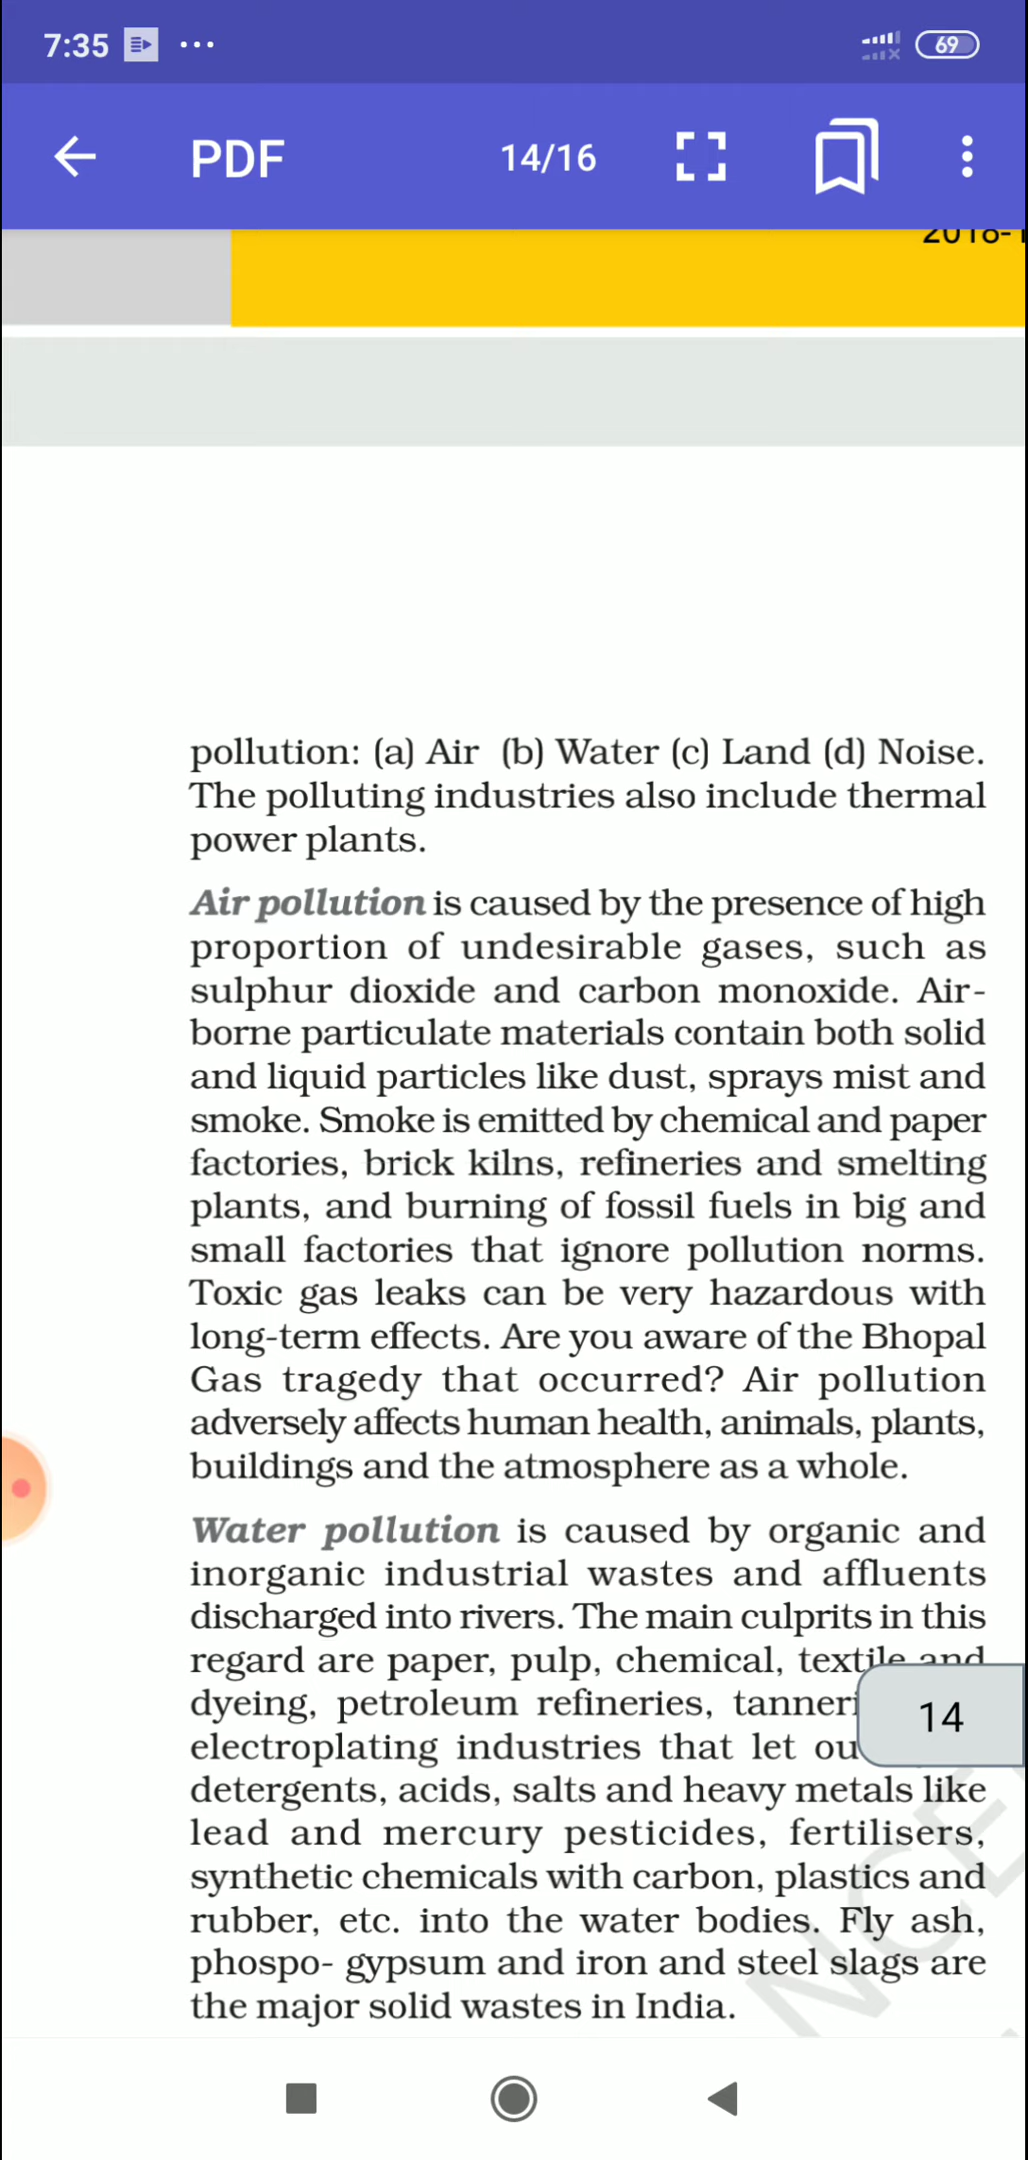 7:35
69
PDF
14/16
2018-1
pollution: (a) Air (b) Water (c) Land (d) Noise.
The polluting industries also include thermal
power plants.
Air pollution is caused by the presence of high
proportion of undesirable gases, such as
sulphur dioxide and carbon monoxide. Air-
borne particulate materials contain both solid
and liquid particles like dust, sprays mist and
smoke. Smoke is emitted by chemical and paper
factories, brick kilns, refineries and smelting
plants, and burning of fossil fuels in big and
small factories that ignore pollution norms.
Toxic gas leaks can be very hazardous with
long-term effects. Are you aware of the Bhopal
Gas tragedy that occurred? Air pollution
adversely affects human health, animals, plants,
buildings and the atmosphere as a whole.
Water pollution is caused by organic and
inorganic industrial wastes and affluents
discharged into rivers. The main culprits in this
regard are paper, pulp, chemical, textile and
dyeing, petroleum refineries, tanneri
14
electroplating industries that let ou
detergents, acids, salts and heavy metals like
lead and mercury pesticides, fertilisers,
synthetic chemicals with carbon, plastics and
rubber, etc. into the water bodies. Fly ash,
phospo- gypsum and iron and steel slags are
the major solid wastes in India.
NCE